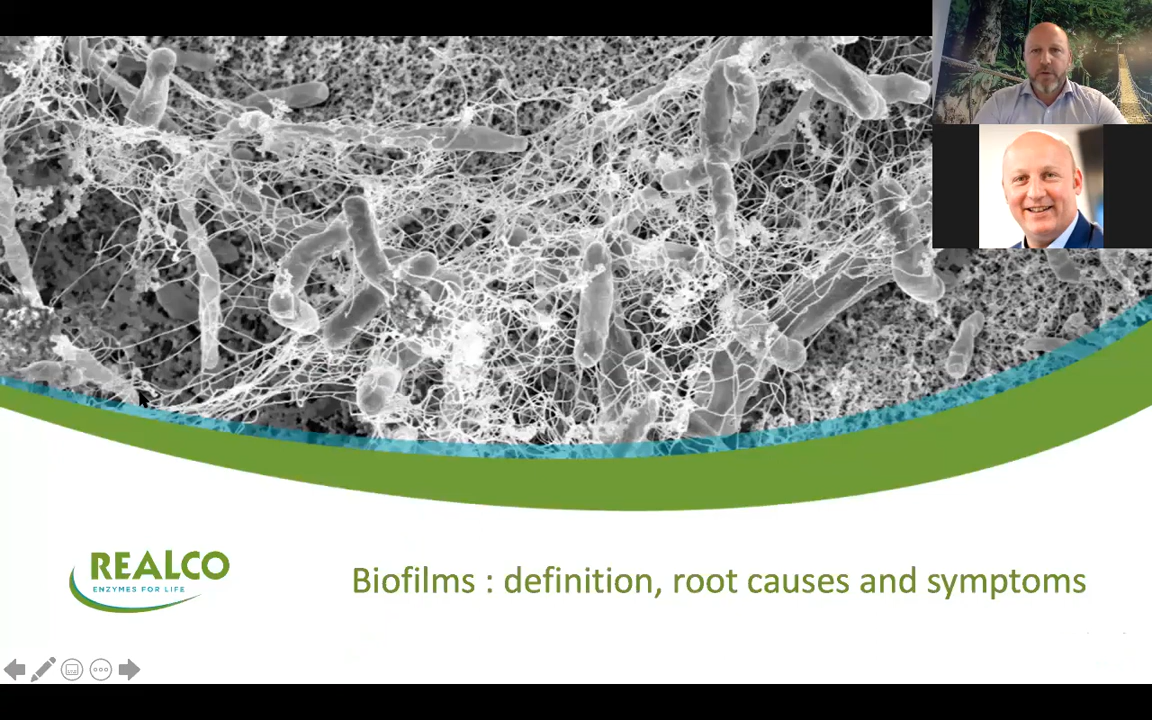 REALCO
ENZYMES FOR LIFE
Biofilms : definition, root causes and symptoms